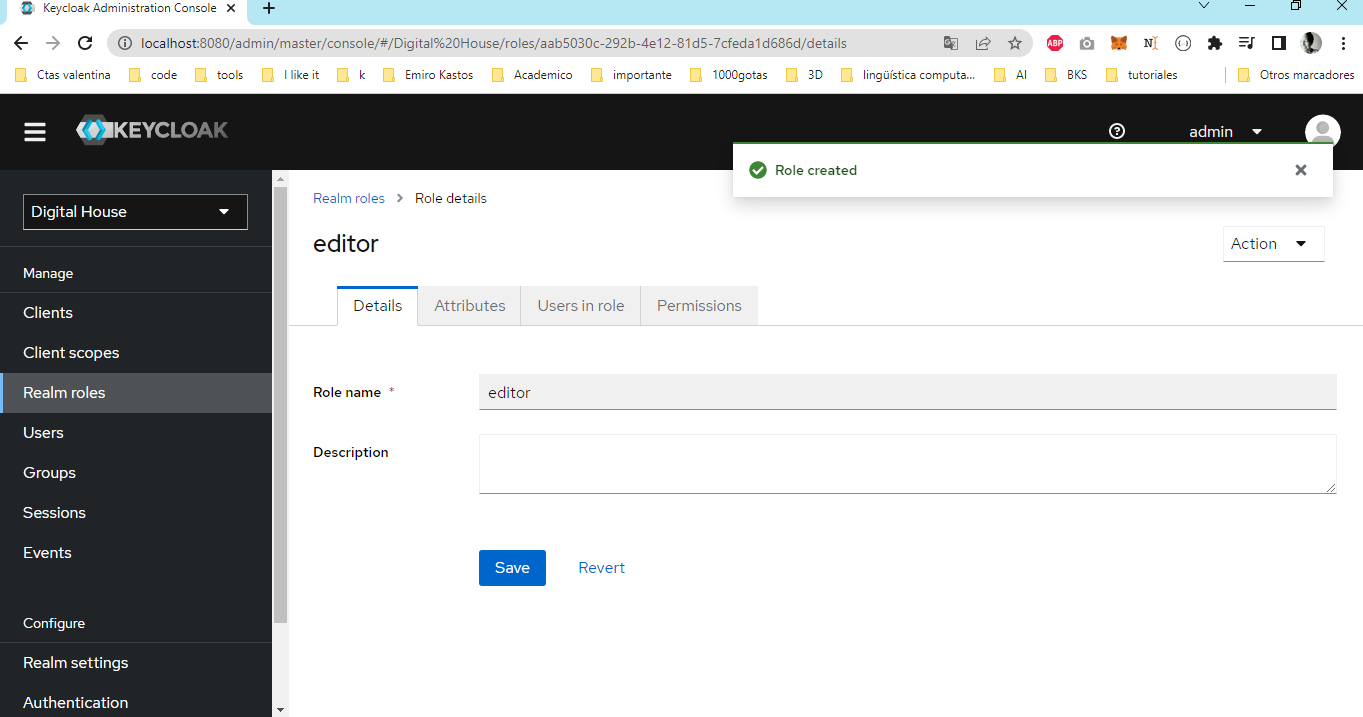 Keycloak Administration Console
localhost:8080/admin/master/console/#/Digital%20House/roles/aab5030c-292b-4e12-81d5-7cfeda1d686d/details
ABP
Ctas valentina code tools I like it k Emiro Kastos Academico importante 1000gotas 3D lingüística computa... AI BKS tutoriales Otros marcadores
KEYCLOAK
admin
Role created
Digital House
Manage
Clients
Client scopes
Realm roles
Users
Groups
Sessions
Events
Configure
Realm settings
Authentication
Realm roles > Role details
editor
Action
Details Attributes Users in role Permissions
Role name *
editor
Description
Save Revert